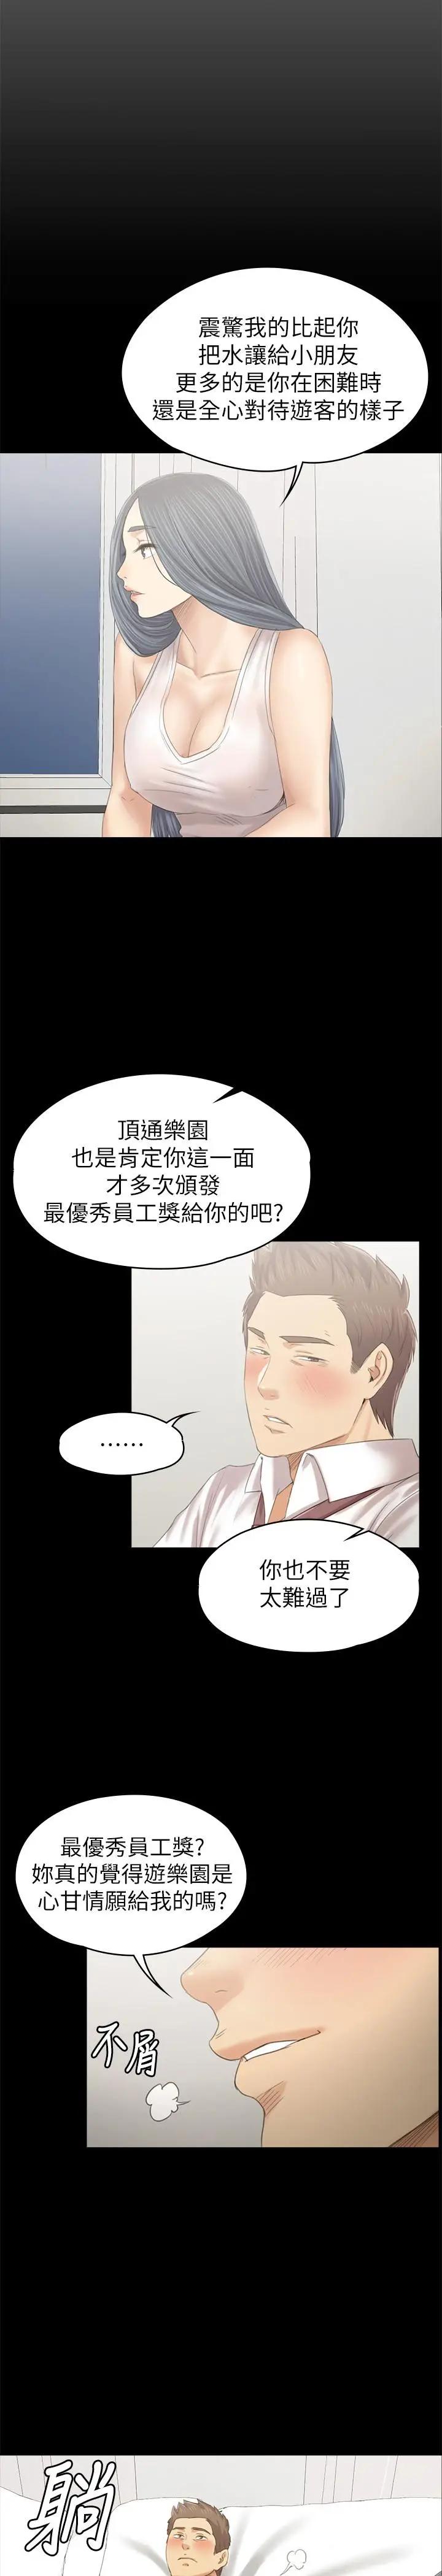 震驚我的比起你
把水讓給小朋友
更多的是你在困難時
還是全心對待遊客的樣子
頂通樂園
也是肯定你這一面
才多次頒發
最優秀員工獎給你的吧?
……
你也不要
太難過了
最優秀員工獎?
妳真的覺得遊樂園是
心甘情願給我的嗎?
不屑
躺